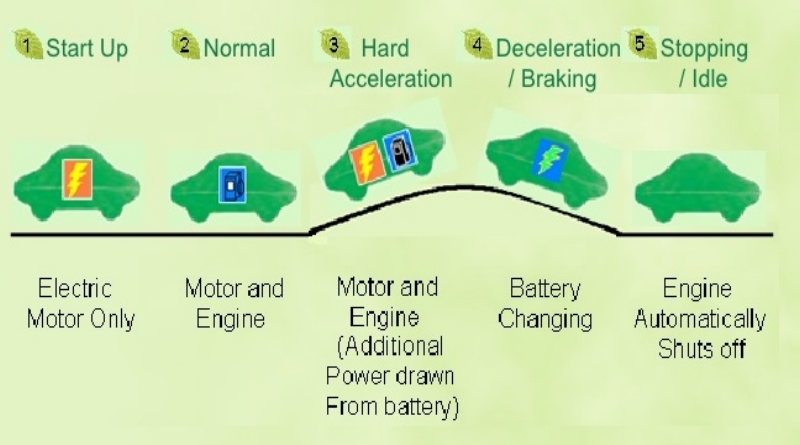 1 Start Up
2 Normal
3 Hard
Acceleration
4 Deceleration
/ Braking
5 Stopping
/ Idle
Electric
Motor Only
Motor and
Engine
Motor and
Engine
(Additional
Power drawn
From battery)
Battery
Changing
Engine
Automatically
Shuts off